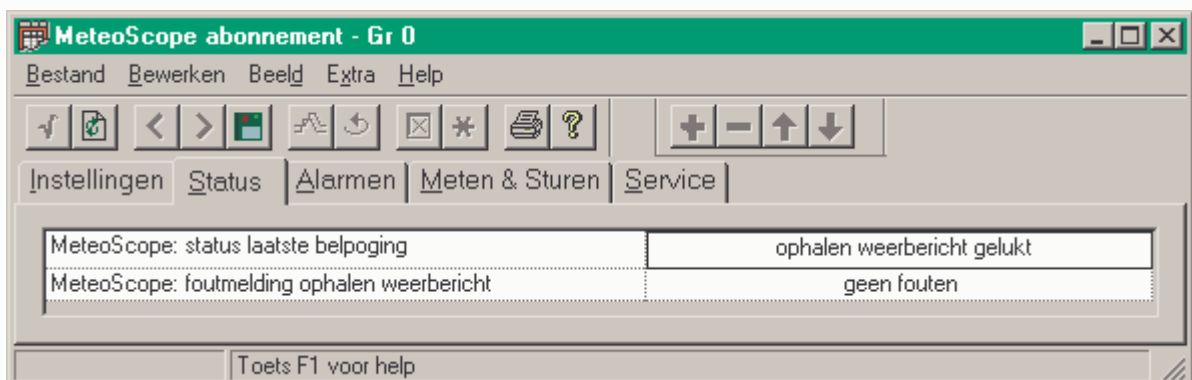 MeteoScope abonnement - Gr 0
Bestand Bewerken Beeld Extra Help
Instellingen Status Alarmen Meten & Sturen Service
MeteoScope: status laatste belpoging ophalen weerbericht gelukt
MeteoScope: foutmelding ophalen weerbericht geen fouten
Toets F1 voor help